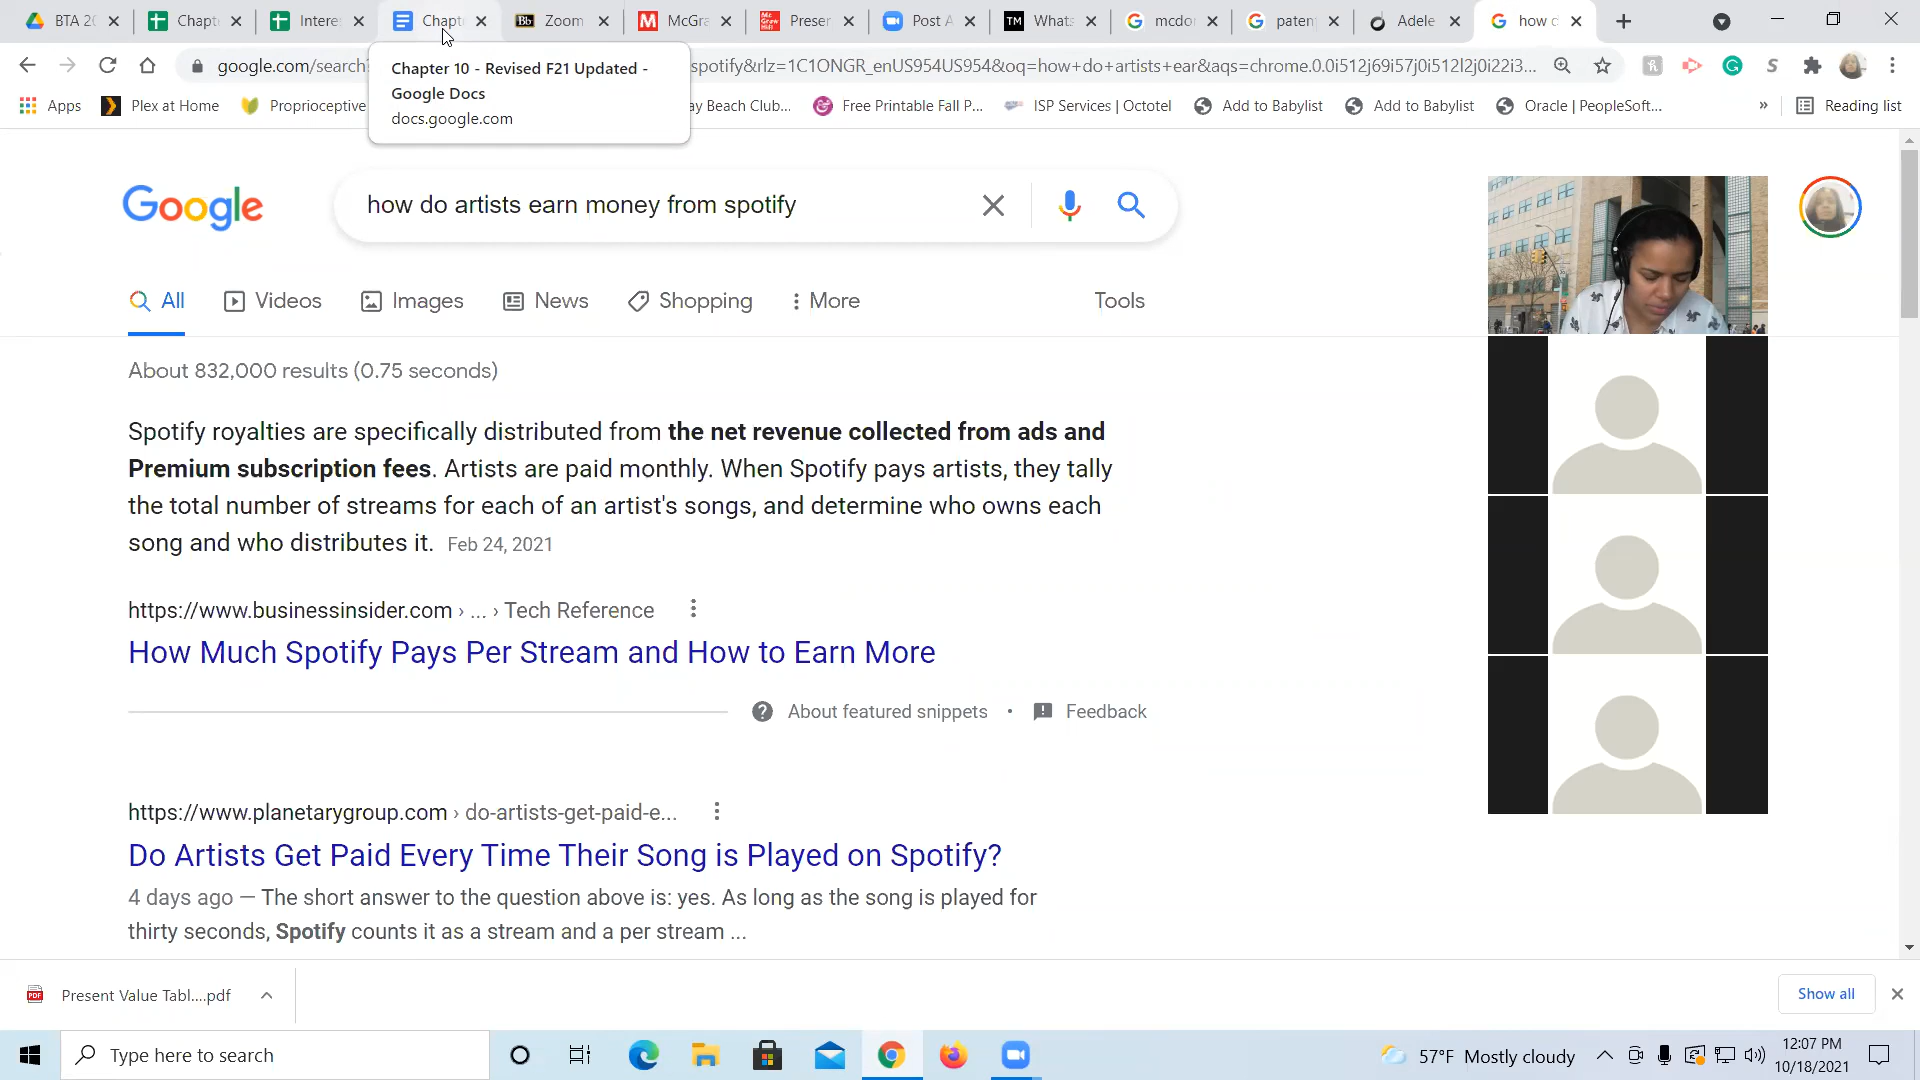 BTA 20
Chapt
Interes
Chapte
Zoom
McGra
Presen
Post A
Whats
mcdor
patent
Adele
how d
Chapter 10 - Revised F21 Updated -
Google Docs
docs.google.com
google.com/search?
spotify&rlz=1C1ONGR_enUS954US954&oq=how+do+artists+ear&aqs=chrome.0.0i512j69i57j0i512l2j0i22i3...
Apps
Plex at Home
Proprioceptive
ay Beach Club...
Free Printable Fall P...
ISP Services | Octotel
Add to Babylist
Add to Babylist
Oracle | PeopleSoft...
»
Reading list
Google
how do artists earn money from spotify
All
Videos
Images
News
Shopping
More
Tools
About 832,000 results (0.75 seconds)
Spotify royalties are specifically distributed from the net revenue collected from ads and
Premium subscription fees. Artists are paid monthly. When Spotify pays artists, they tally
the total number of streams for each of an artist's songs, and determine who owns each
song and who distributes it. Feb 24, 2021
https://www.businessinsider.com › ... › Tech Reference
How Much Spotify Pays Per Stream and How to Earn More
About featured snippets • Feedback
https://www.planetarygroup.com › do-artists-get-paid-e...
Do Artists Get Paid Every Time Their Song is Played on Spotify?
4 days ago — The short answer to the question above is: yes. As long as the song is played for
thirty seconds, Spotify counts it as a stream and a per stream ...
PDF
Present Value Tabl....pdf
Show all
Type here to search
57°F Mostly cloudy
12:07 PM
10/18/2021